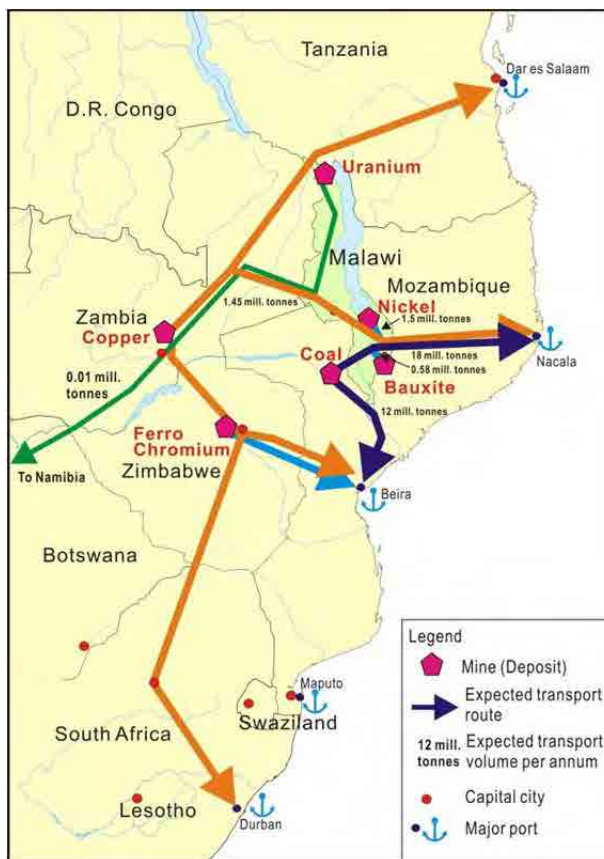 Tanzania
Dar es Salaam
D.R. Congo
Uranium
Malawi
Mozambique
Nickel
1.45 mill. tonnes
1.5 mill. tonnes
Zambia
Copper
Nacala
Coal
18 mill. tonnes
0.58 mill. tonnes
0.01 mill.
tonnes
Bauxite
12 mill. tonnes
Ferro
Chromium
Zimbabwe
To Namibia
Beira
Botswana
Maputo
Swaziland
South Africa
Lesotho
Durban
Legend
Mine (Deposit)
Expected transport
route
12 mill.
tonnes
Expected transport
volume per annum
Capital city
Major port